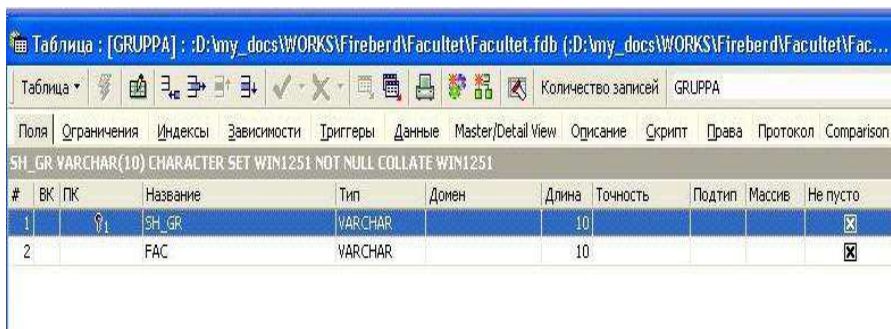 Таблица : [GRUPPA] : :D:\my_docs\WORKS\Fireberd\Facultet\Facultet.fdb (:D:\my_docs\WORKS\Fireberd\Facultet\Fac...
Таблица Количество записей GRUPPA
Поля Ограничения Индексы Зависимости Триггеры Данные Master/Detail View Описание Скрипт Права Протокол Comparison
SH_GR VARCHAR(10) CHARACTER SET WIN1251 NOT NULL COLLATE WIN1251
# ВК ПК Название Тип Домен Длина Точность Подтип Массив Не пусто
1 1 SH_GR VARCHAR 10
2 FAC VARCHAR 10